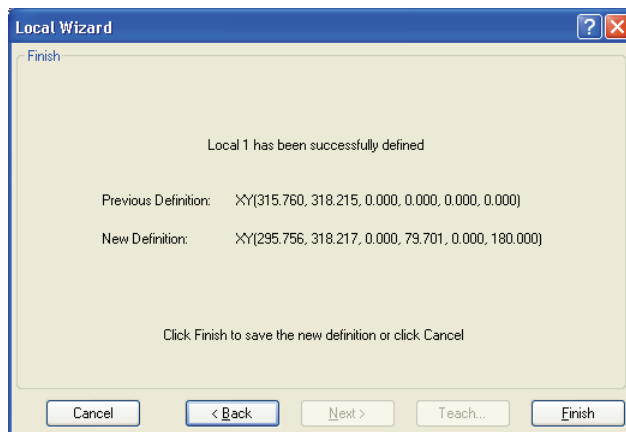 Local Wizard
Finish
Local 1 has been successfully defined
Previous Definition: XY(315.760, 318.215, 0.000, 0.000, 0.000, 0.000)
New Definition: XY(295.756, 318.217, 0.000, 79.701, 0.000, 180.000)
Click Finish to save the new definition or click Cancel
Cancel < Back Next > Teach... Finish